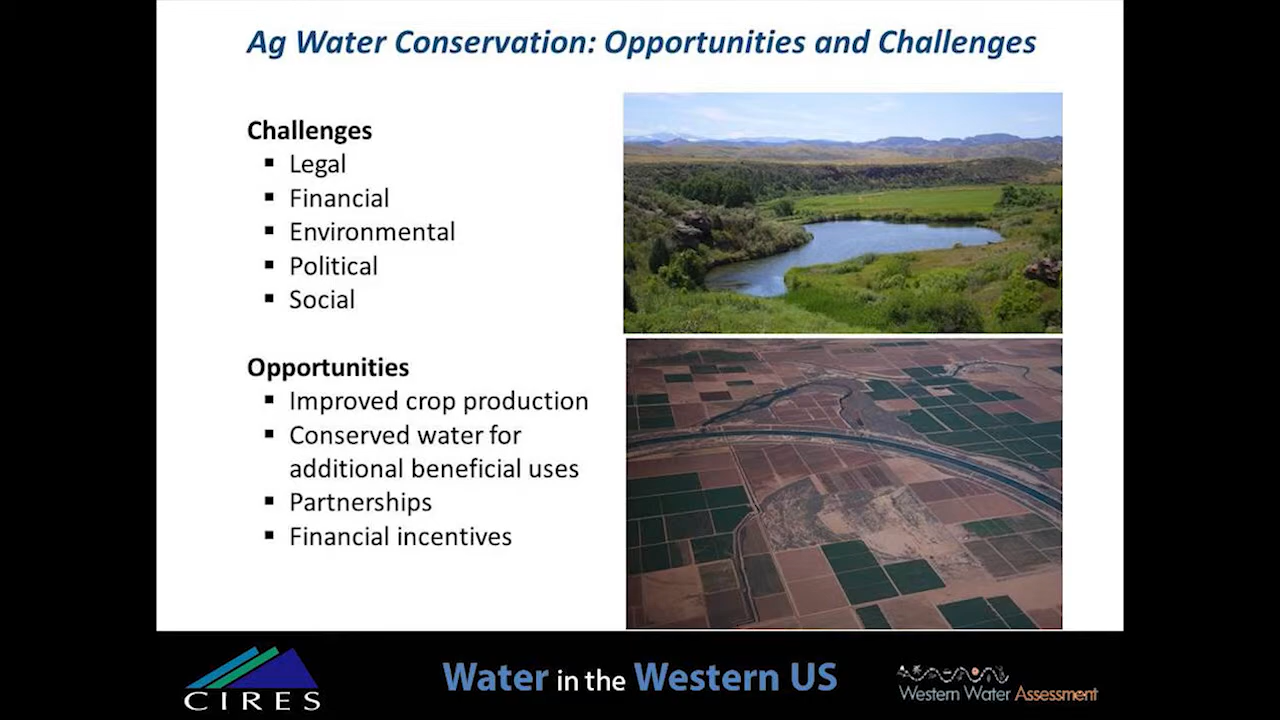 Ag Water Conservation: Opportunities and Challenges
Challenges
▪ Legal
▪ Financial
▪ Environmental
▪ Political
▪ Social
Opportunities
▪ Improved crop production
▪ Conserved water for
additional beneficial uses
▪ Partnerships
▪ Financial incentives
CIRES
Water in the Western US
Western Water Assessment